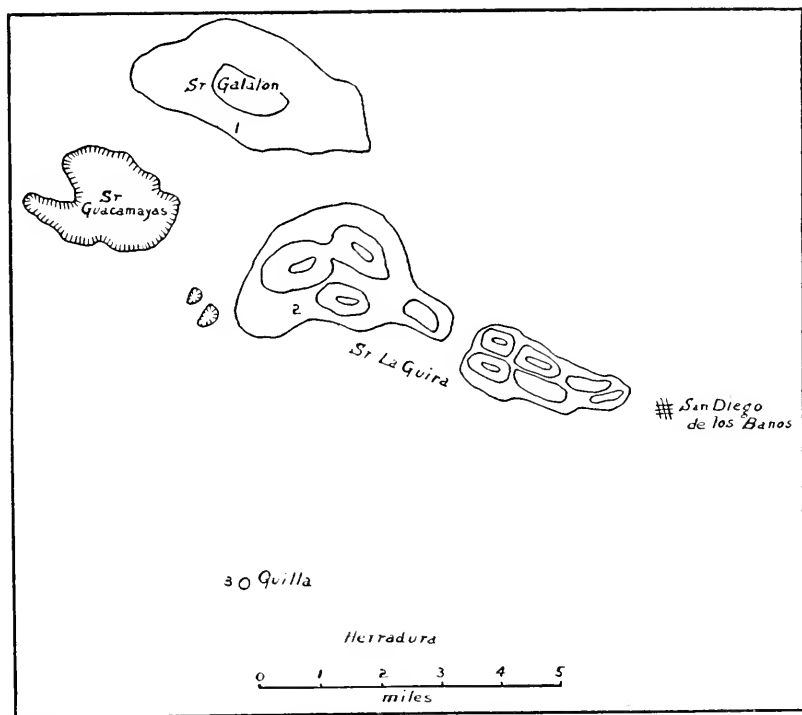 Sr Galalon
1
Sr
Guacamayas
2
Sr La Guira
San Diego
de los Banos
3 Quilla
Herradura
0 1 2 3 4 5
miles